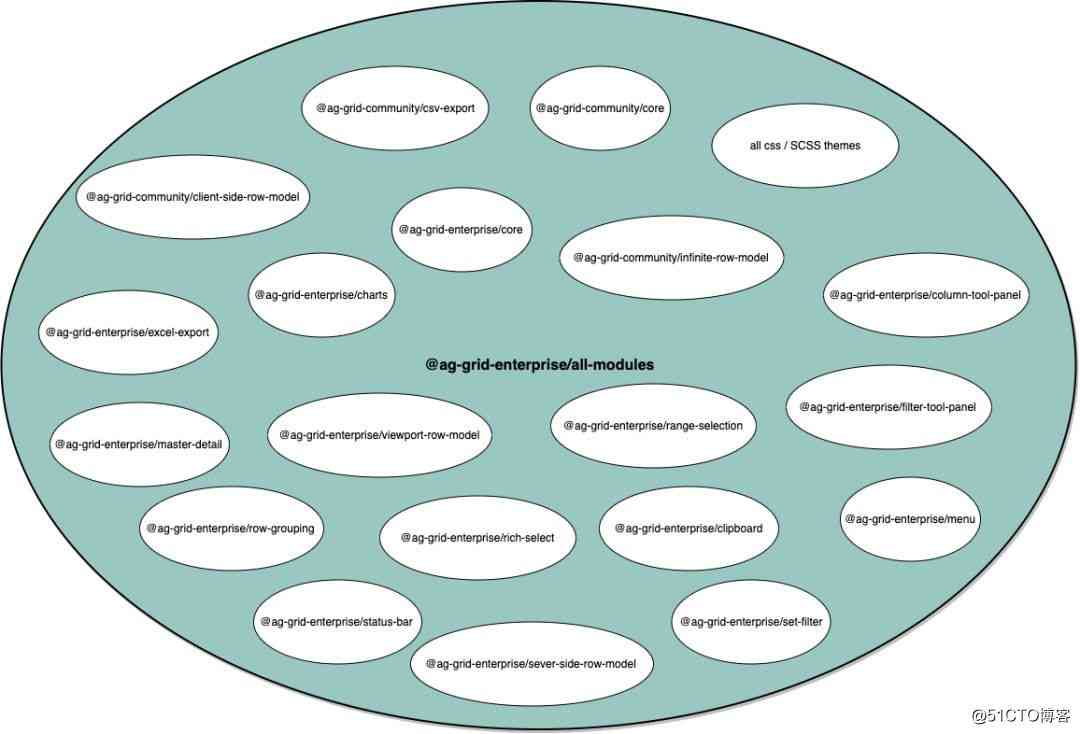 @ag-grid-community/csv-export
@ag-grid-community/core
all css / SCSS themes
@ag-grid-community/client-side-row-model
@ag-grid-enterprise/core
@ag-grid-community/infinite-row-model
@ag-grid-enterprise/charts
@ag-grid-enterprise/column-tool-panel
@ag-grid-enterprise/excel-export
@ag-grid-enterprise/all-modules
@ag-grid-enterprise/filter-tool-panel
@ag-grid-enterprise/range-selection
@ag-grid-enterprise/viewport-row-model
@ag-grid-enterprise/master-detail
@ag-grid-enterprise/menu
@ag-grid-enterprise/row-grouping
@ag-grid-enterprise/rich-select
@ag-grid-enterprise/clipboard
@ag-grid-enterprise/status-bar
@ag-grid-enterprise/set-filter
@ag-grid-enterprise/sever-side-row-model
@51CTO博客